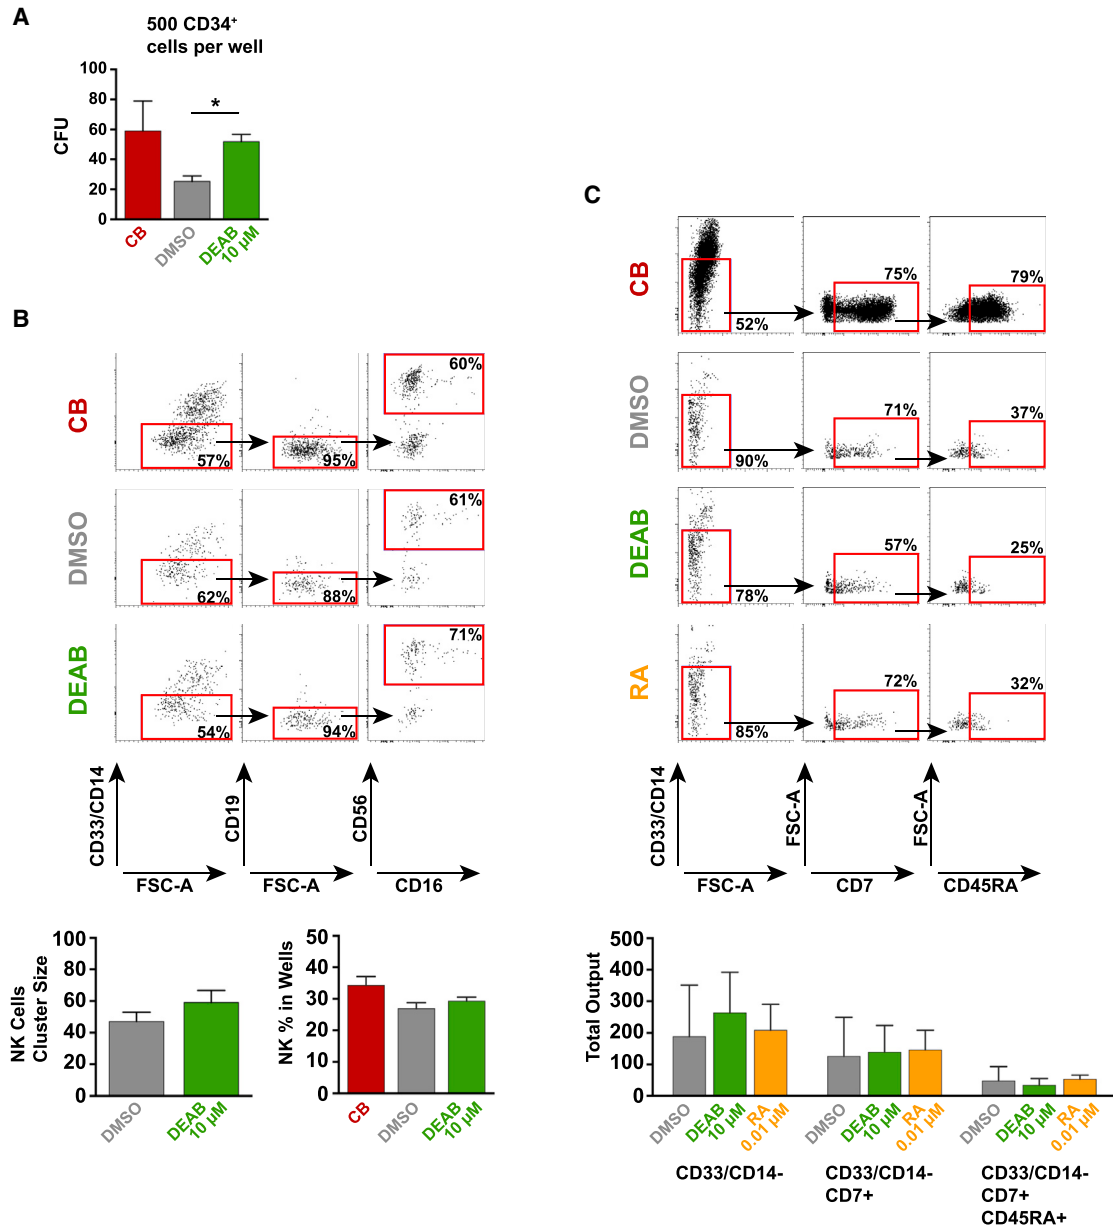 A
500 CD34+
cells per well
100
80
60
40
20
0
CFU
*
CB
DMSO
DEAB
10 µM
B
CB
57%
95%
60%
DMSO
62%
88%
61%
DEAB
54%
94%
71%
CD33/CD14
CD19
CD56
FSC-A
FSC-A
CD16
NK Cells
Cluster Size
100
80
60
40
20
0
DMSO
DEAB
10 µM
NK % in Wells
50
40
30
20
10
0
CB
DMSO
DEAB
10 µM
C
CB
52%
75%
79%
DMSO
90%
71%
37%
DEAB
78%
57%
25%
RA
85%
72%
32%
CD33/CD14
FSC-A
FSC-A
FSC-A
CD7
CD45RA
Total Output
500
400
300
200
100
0
DMSO
DEAB
10 µM
RA
0.01 µM
DMSO
DEAB
10 µM
RA
0.01 µM
DMSO
DEAB
10 µM
RA
0.01 µM
CD33/CD14-
CD33/CD14-
CD7+
CD33/CD14-
CD7+
CD45RA+